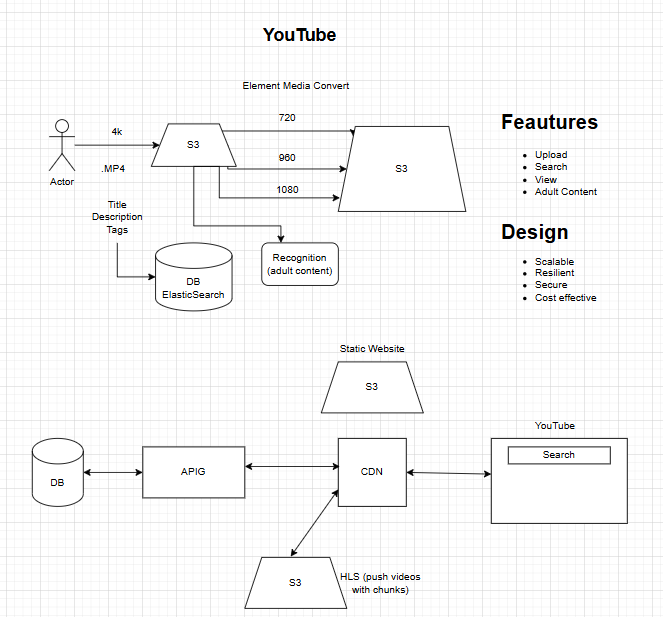 YouTube
Element Media Convert
4k
720
S3
960
S3
.MP4
1080
Actor
Title
Description
Tags
Recognition
(adult content)
DB
ElasticSearch
Feautures
Upload
Search
View
Adult Content
Design
Scalable
Resilient
Secure
Cost effective
Static Website
S3
YouTube
Search
DB
APIG
CDN
S3
HLS (push videos
with chunks)